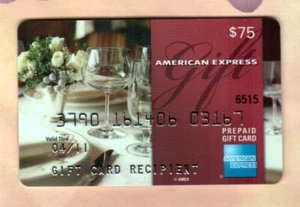 $75
Gift
AMERICAN EXPRESS
6515
3790 161406 03167
PREPAID
GIFT CARD
Valid Thru
04/11
AMERICAN
EXPRESS
GIFT CARD RECIPIENT
© AMEX